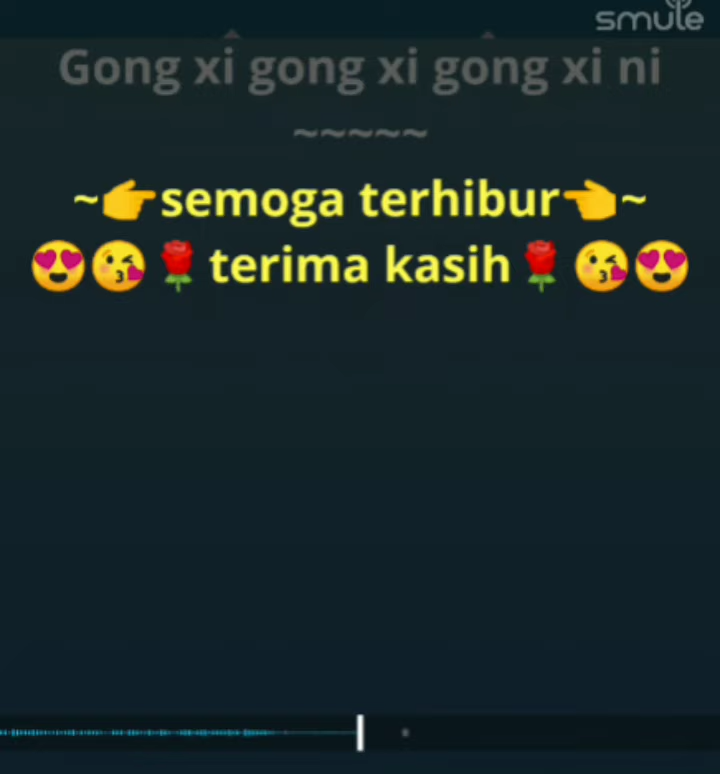 smule
Gong xi gong xi gong xi ni
~~~~~
~👉semoga terhibur👈~
😍😘🌹terima kasih🌹😘😍